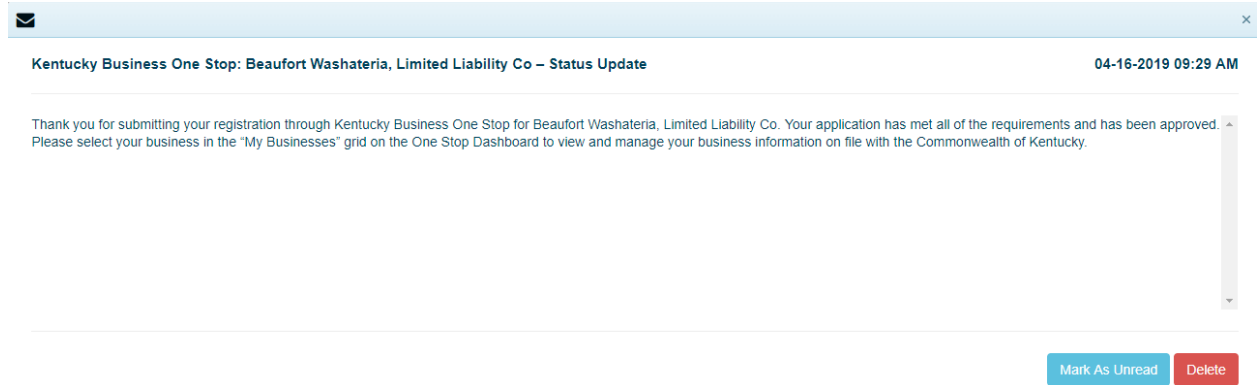 ×
Kentucky Business One Stop: Beaufort Washateria, Limited Liability Co – Status Update
04-16-2019 09:29 AM
Thank you for submitting your registration through Kentucky Business One Stop for Beaufort Washateria, Limited Liability Co. Your application has met all of the requirements and has been approved.
Please select your business in the “My Businesses” grid on the One Stop Dashboard to view and manage your business information on file with the Commonwealth of Kentucky.
Mark As Unread
Delete